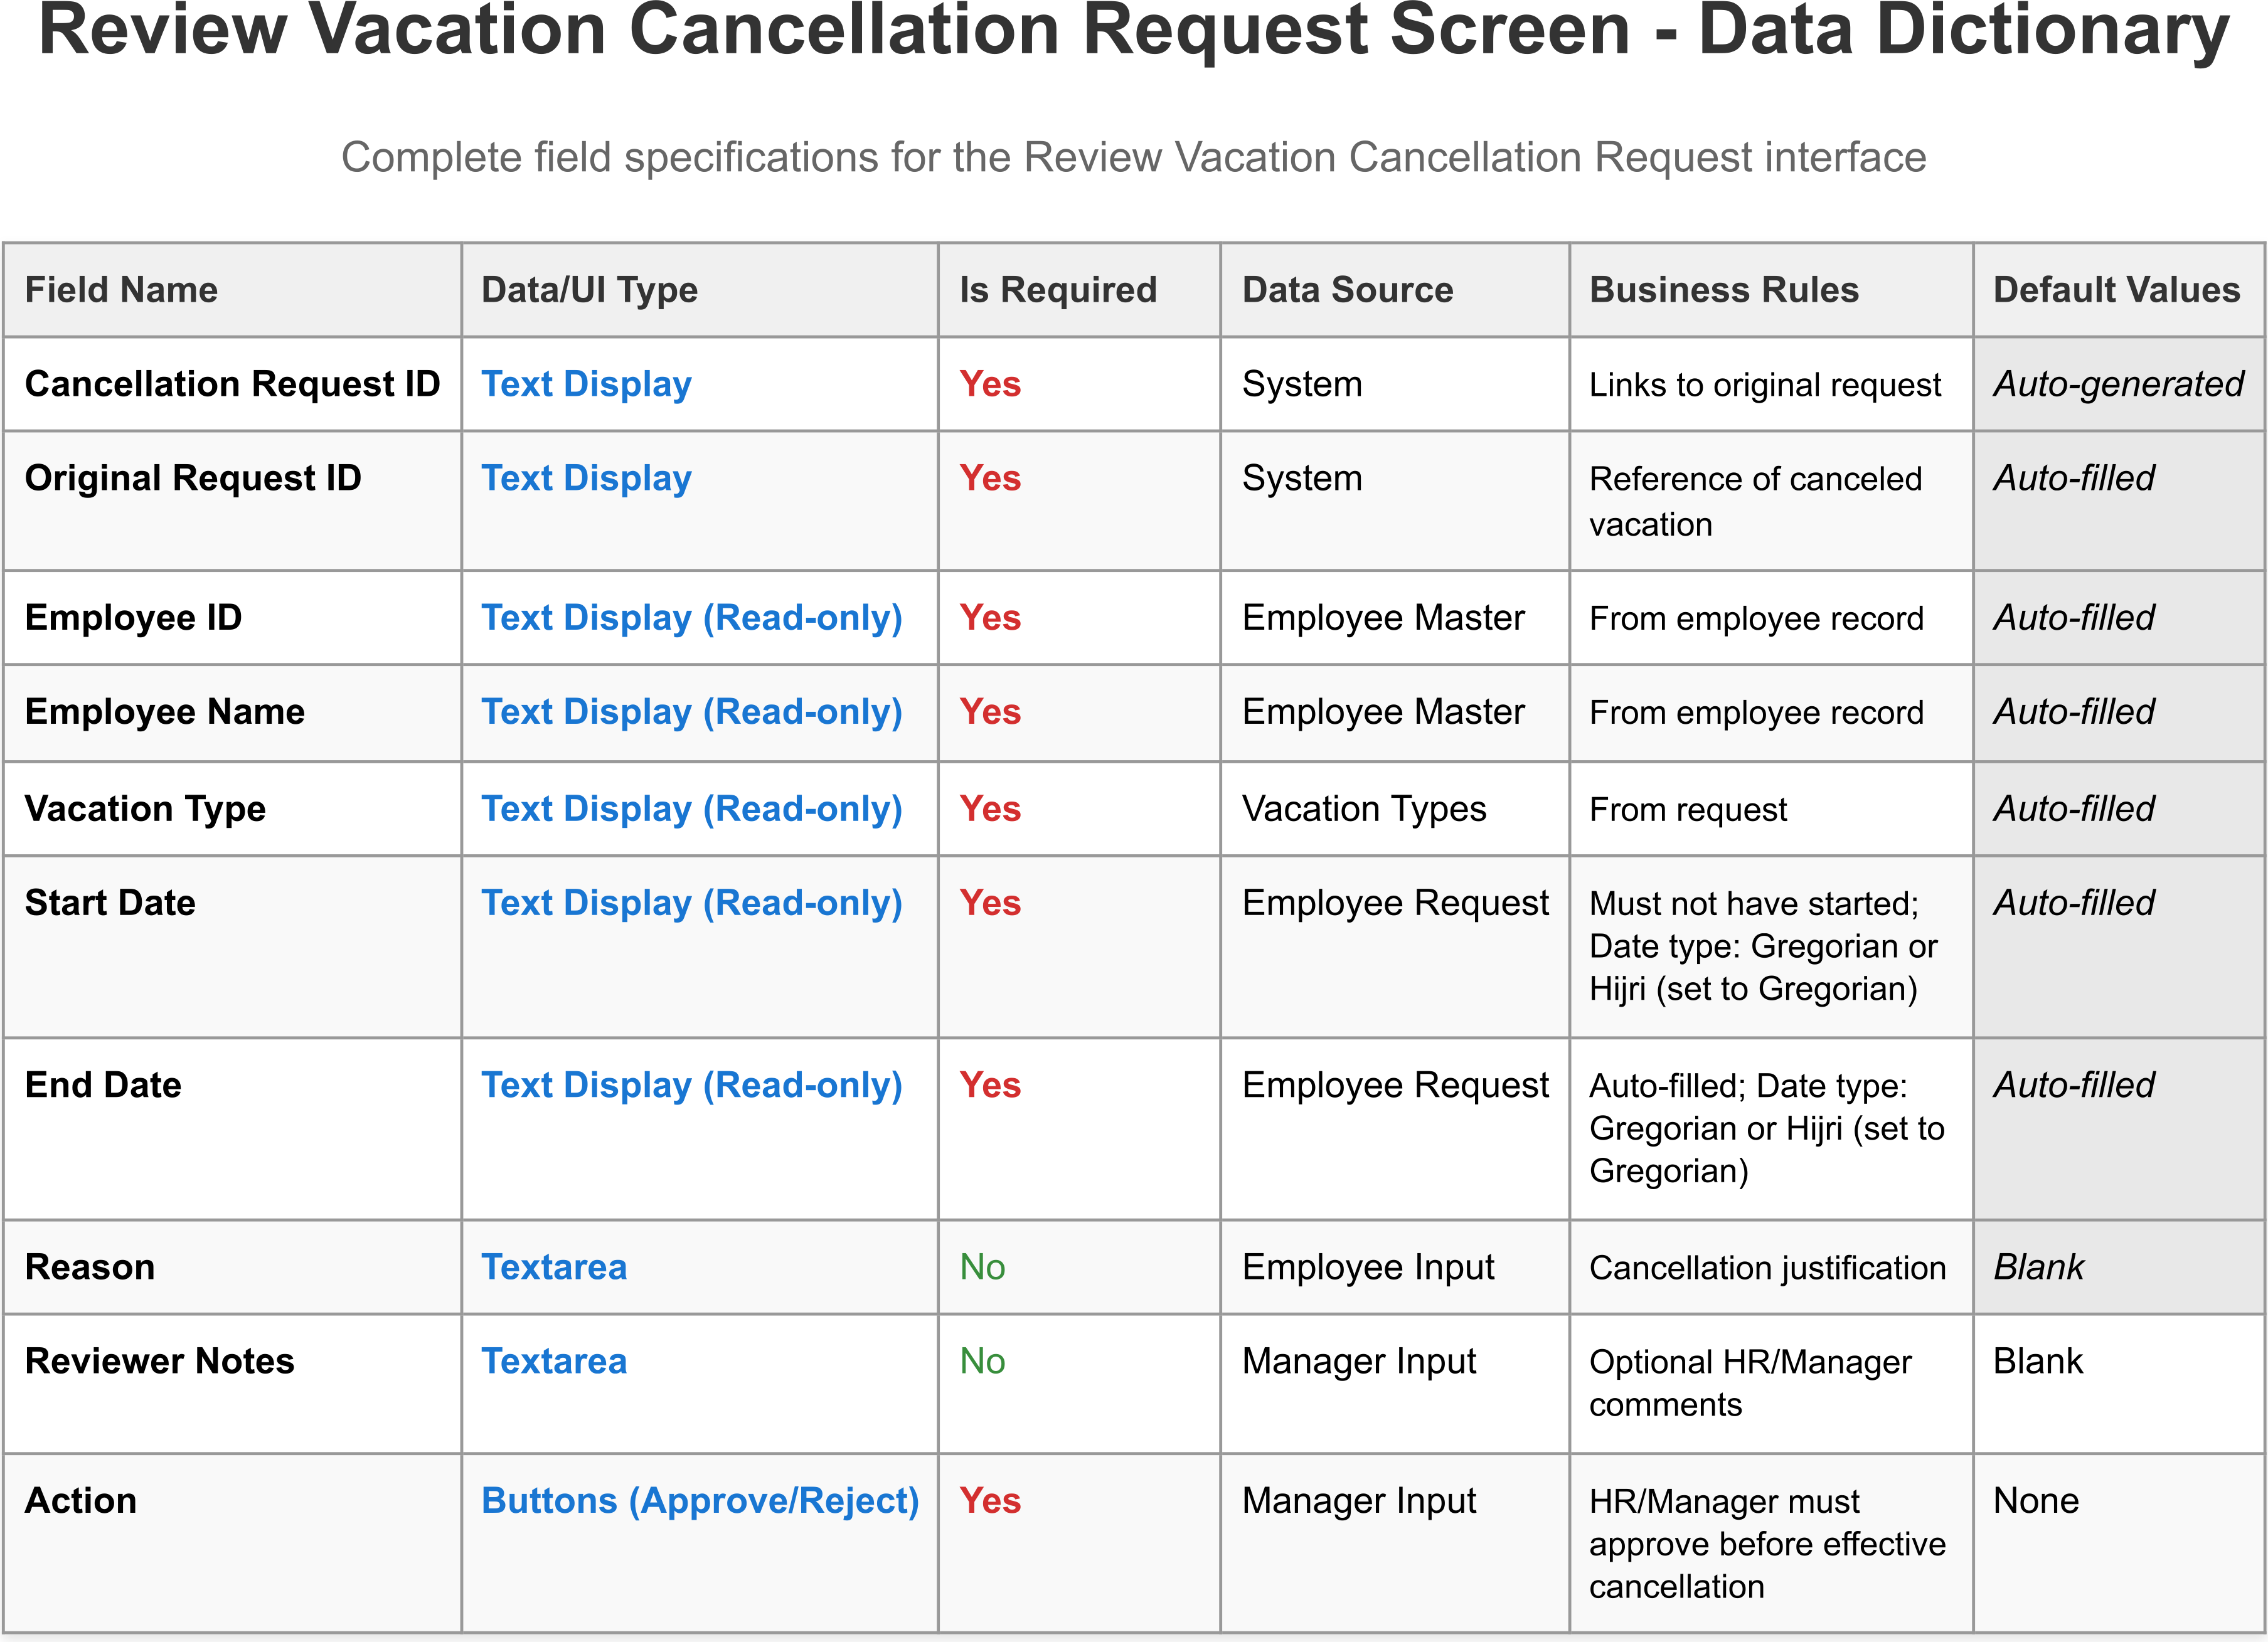 Review Vacation Cancellation Request Screen - Data Dictionary
Complete field specifications for the Review Vacation Cancellation Request interface
Field Name Data/UI Type Is Required Data Source Business Rules Default Values
Cancellation Request ID Text Display Yes System Links to original request Auto-generated
Original Request ID Text Display Yes System Reference of canceled Auto-filled
vacation
Employee ID Text Display (Read-only) Yes Employee Master From employee record Auto-filled
Employee Name Text Display (Read-only) Yes Employee Master From employee record Auto-filled
Vacation Type Text Display (Read-only) Yes Vacation Types From request Auto-filled
Start Date Text Display (Read-only) Yes Employee Request Must not have started; Auto-filled
Date type: Gregorian or
Hijri (set to Gregorian)
End Date Text Display (Read-only) Yes Employee Request Auto-filled; Date type: Auto-filled
Gregorian or Hijri (set to
Gregorian)
Reason Textarea No Employee Input Cancellation justification Blank
Reviewer Notes Textarea No Manager Input Optional HR/Manager Blank
comments
Action Buttons (Approve/Reject) Yes Manager Input HR/Manager must None
approve before effective
cancellation